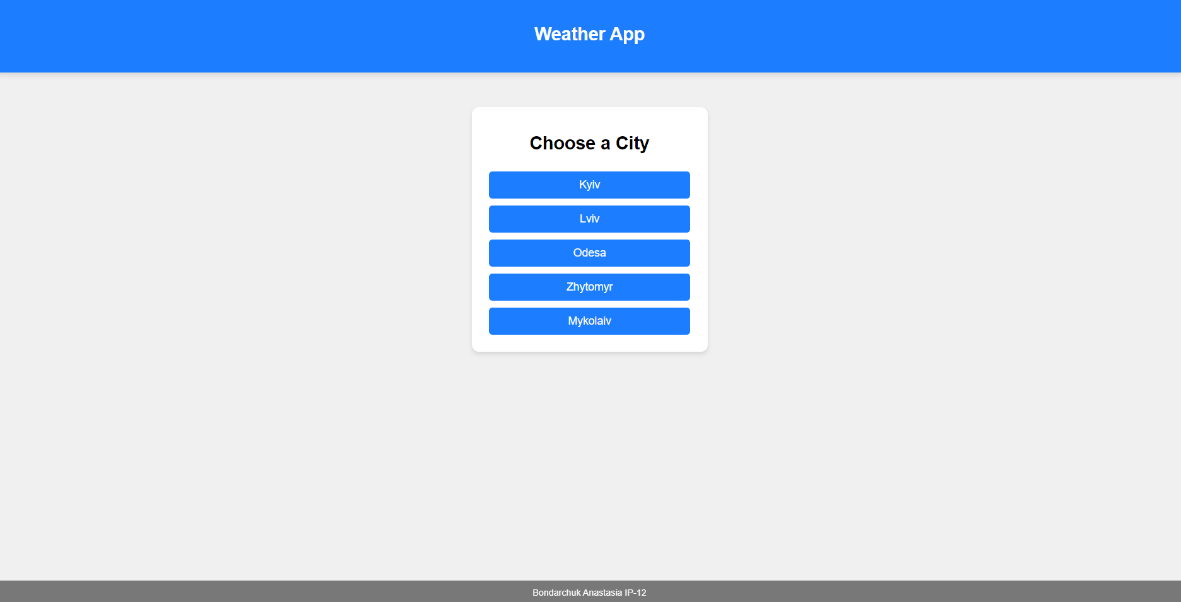 Weather App
Choose a City
Kyiv
Lviv
Odesa
Zhytomyr
Mykolaiv
Bondarchuk Anastasia IP-12